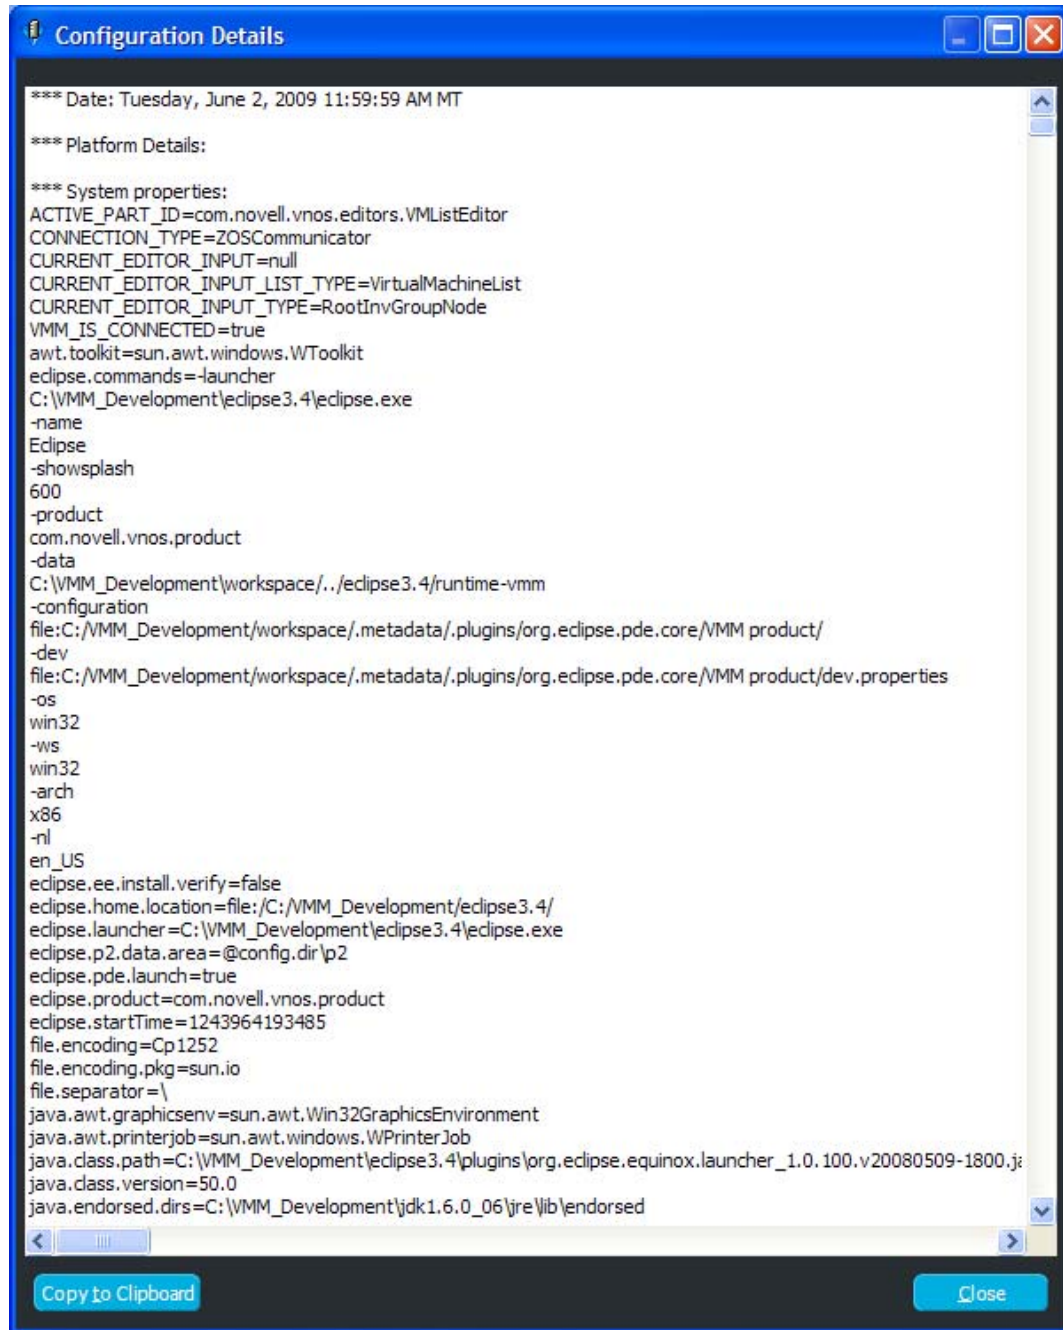 Configuration Details
*** Date: Tuesday, June 2, 2009 11:59:59 AM MT
*** Platform Details:
*** System properties:
ACTIVE_PART_ID=com.novell.vnos.editors.VMListEditor
CONNECTION_TYPE=ZOSCommunicator
CURRENT_EDITOR_INPUT=null
CURRENT_EDITOR_INPUT_LIST_TYPE=VirtualMachineList
CURRENT_EDITOR_INPUT_TYPE=RootInvGroupNode
VMM_IS_CONNECTED=true
awt.toolkit=sun.awt.windows.WToolkit
eclipse.commands=-launcher
C:\VMM_Development\eclipse3.4\eclipse.exe
-name
Eclipse
-showsplash
600
-product
com.novell.vnos.product
-data
C:\VMM_Development\workspace/../eclipse3.4/runtime-vmm
-configuration
file:C:/VMM_Development/workspace/.metadata/.plugins/org.eclipse.pde.core/VMM product/
-dev
file:C:/VMM_Development/workspace/.metadata/.plugins/org.eclipse.pde.core/VMM product/dev.properties
-os
win32
-ws
win32
-arch
x86
-nl
en_US
eclipse.ee.install.verify=false
eclipse.home.location=file:/C:/VMM_Development/eclipse3.4/
eclipse.launcher=C:\VMM_Development\eclipse3.4\eclipse.exe
eclipse.p2.data.area=@config.dir\p2
eclipse.pde.launch=true
eclipse.product=com.novell.vnos.product
eclipse.startTime=1243964193485
file.encoding=Cp1252
file.encoding.pkg=sun.io
file.separator=\
java.awt.graphicsenv=sun.awt.Win32GraphicsEnvironment
java.awt.printerjob=sun.awt.windows.WPrinterJob
java.class.path=C:\VMM_Development\eclipse3.4\plugins\org.eclipse.equinox.launcher_1.0.100.v20080509-1800.ja
java.class.version=50.0
java.endorsed.dirs=C:\VMM_Development\jdk1.6.0_06\jre\lib\endorsed
Copy to Clipboard
Close